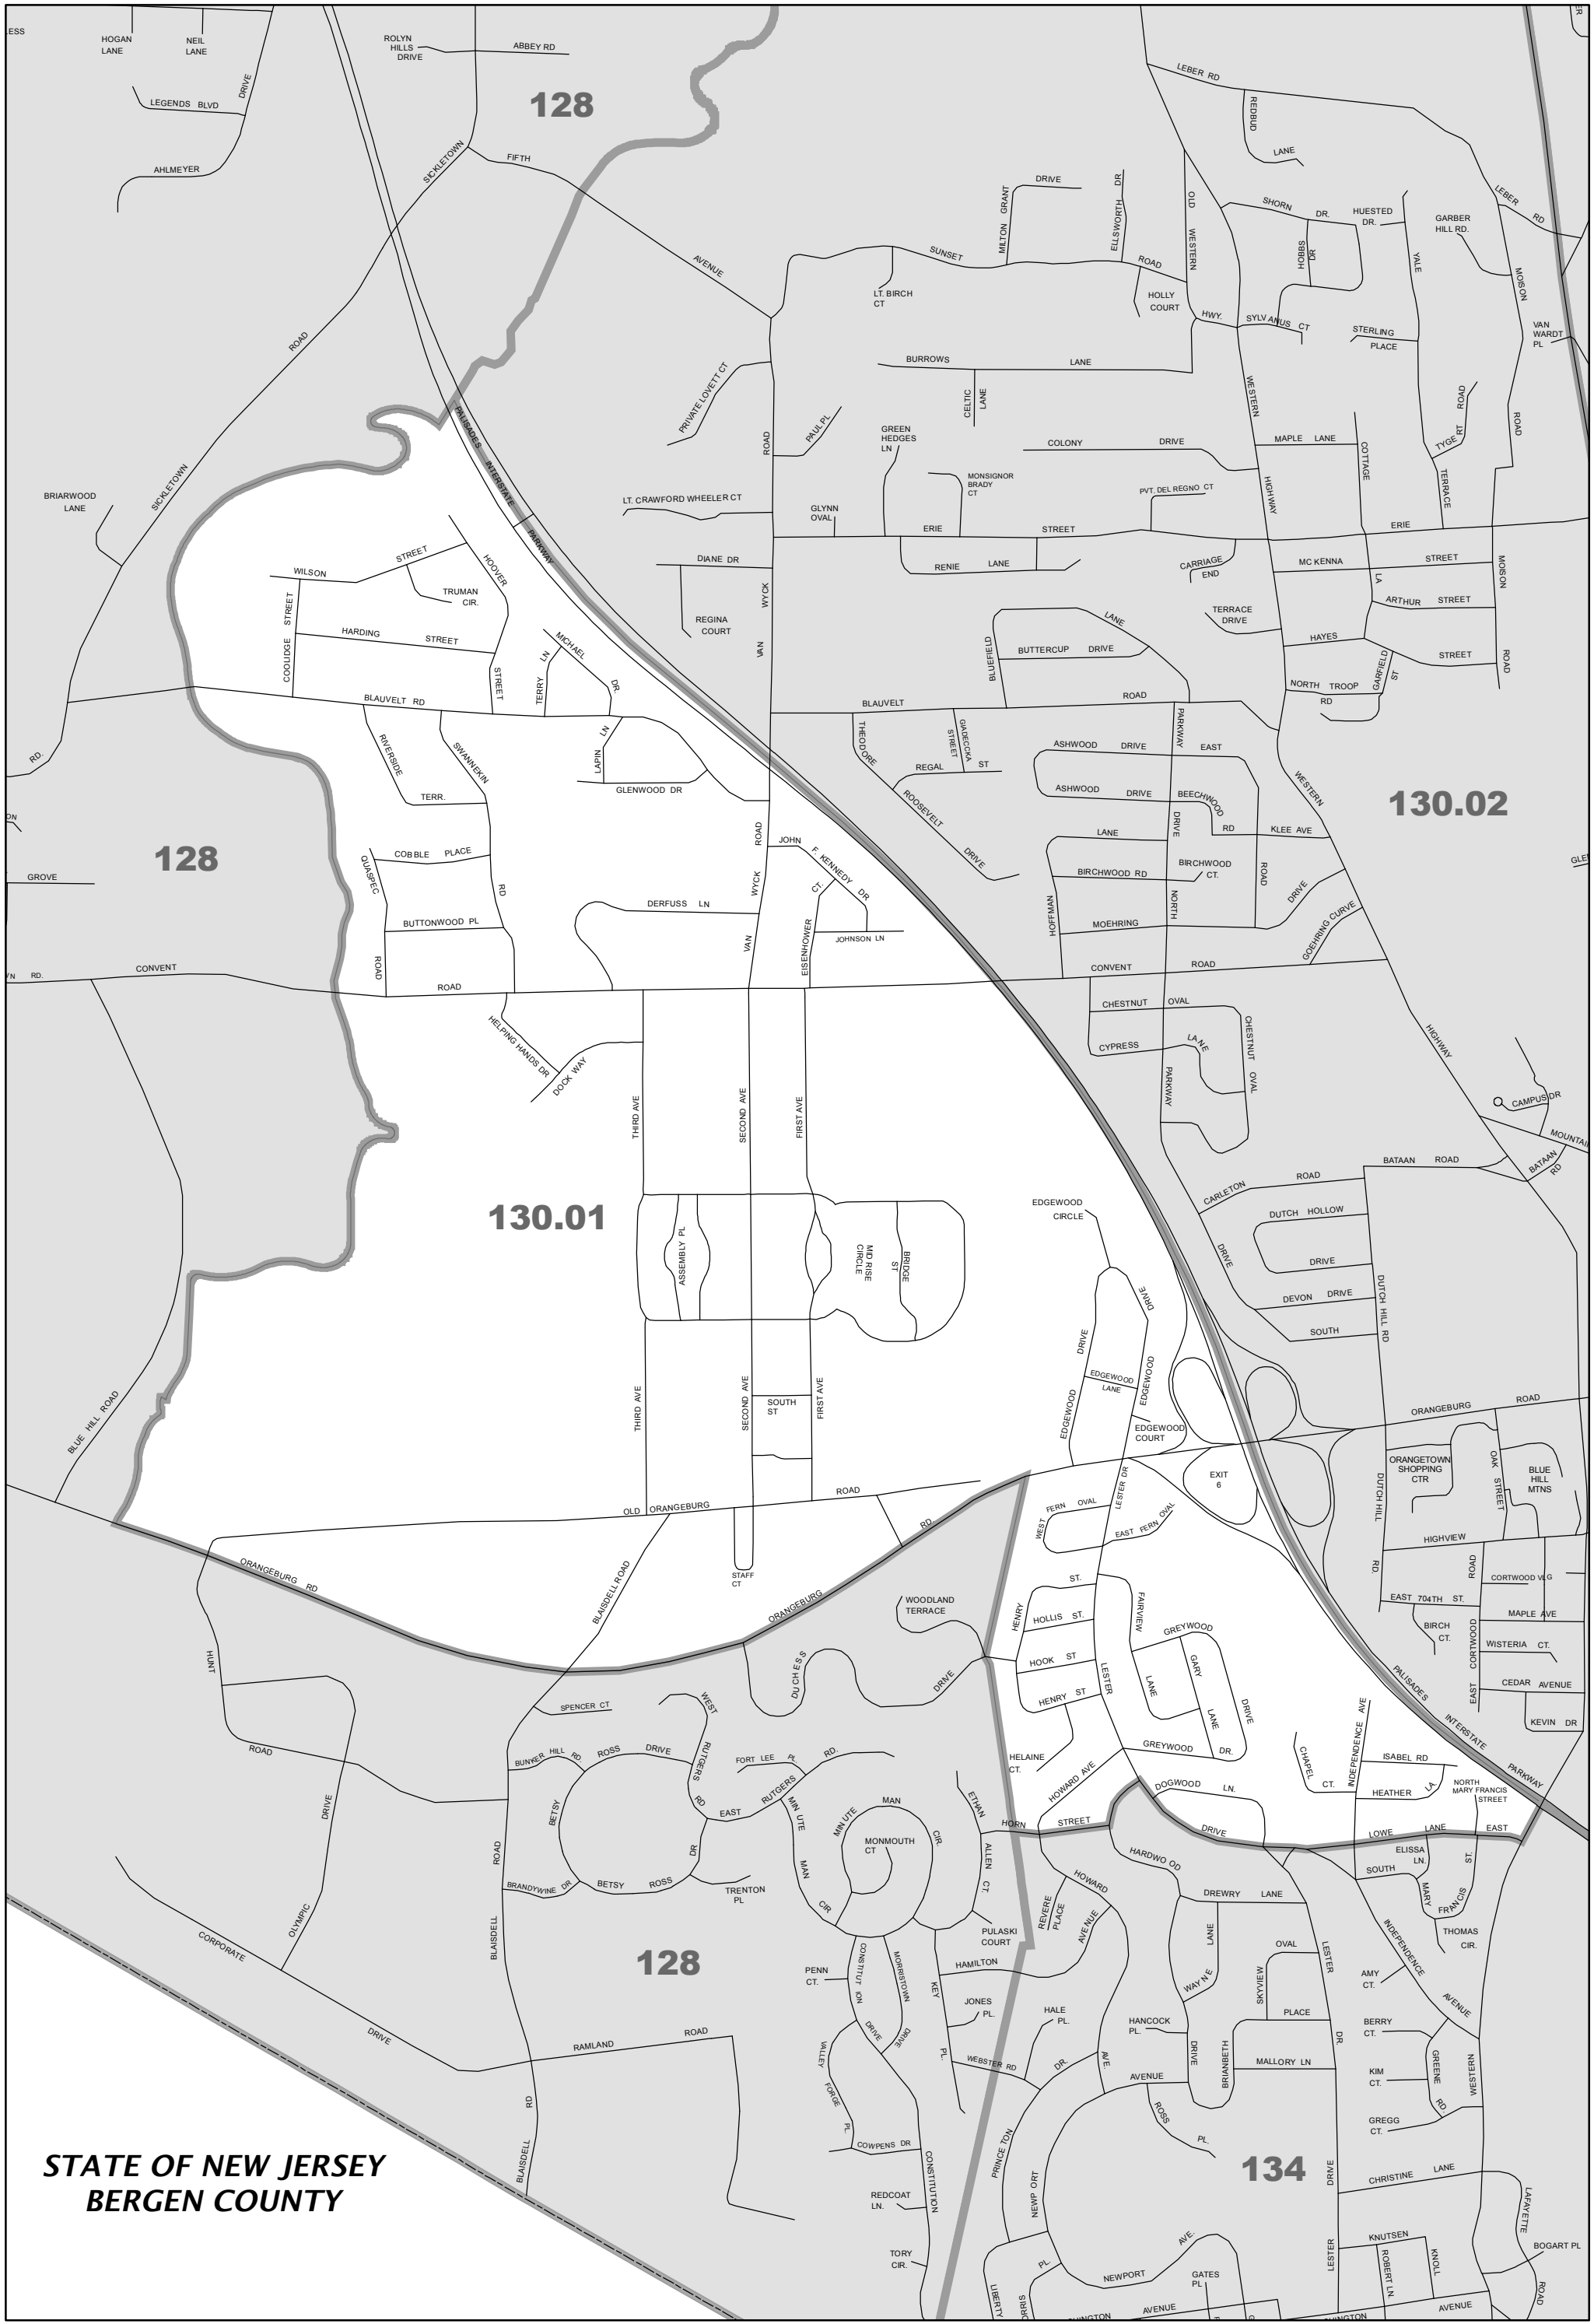 LESS
HOGAN
LANE
NEIL
LANE
ROLYN
HILLS
DRIVE
ABBEY RD
128
DRIVE
LEGENDS BLVD
AHLMEYER
SICKLETOWN
FIFTH
AVENUE
LEBER RD
REDBUD
LANE
ER
MILTON GRANT
DRIVE
ELLSWORTH DR
OLD WESTERN
SHORN DR.
HUESTED
DR.
GARBER
HILL RD.
LEBER RD
HOBBS
DR
YALE
MOISON
SUNSET
ROAD
LT. BIRCH
CT
HOLLY
COURT
HWY.
SYLVANUS CT
STERLING
PLACE
VAN
WARDT
PL
ROAD
PRIVATE LOVETT CT
BURROWS LANE
CELTIC
LANE
WESTERN
ROAD
TYGERT
ROAD
PALISADES
INTERSTATE
PARKWAY
ROAD
PAUL PL
GREEN
HEDGES
LN
COLONY DRIVE
MAPLE LANE
COTTAGE
TERRACE
BRIARWOOD
LANE
SICKLETOWN
LT. CRAWFORD WHEELER CT
GLYNN
OVAL
MONSIGNOR
BRADY
CT
PVT. DEL REGNO CT
HIGHWAY
ERIE STREET
ERIE
WILSON STREET
TRUMAN
CIR.
HOOVER
STREET
DIANE DR
WYCK
RENIE LANE
CARRIAGE
END
MC KENNA STREET
LA
MOISON
ROAD
COOLIDGE STREET
HARDING STREET
REGINA
COURT
VAN
LANE
TERRACE
DRIVE
ARTHUR STREET
HAYES
STREET
MICHAEL
DR.
TERRY LN
BLUEFIELD
BUTTERCUP DRIVE
GARFIELD
ST
NORTH TROOP
RD
BLAUVELT RD
BLAUVELT ROAD
RIVERSIDE
TERR.
SWANNEKIN
RD
LAPIN LN
GLENWOOD DR
THEODORE
ROOSEVELT
DRIVE
GIADECCKA
STREET
REGAL ST
PARKWAY
ASHWOOD DRIVE EAST
ASHWOOD DRIVE
BEECHWOOD
RD
KLEE AVE
WESTERN
130.02
RD.
ON
128
GROVE
GLE
QUASPEC
ROAD
COBBLE PLACE
BUTTONWOOD PL
ROAD
WYCK
VAN
JOHN
F. KENNEDY DR
CT.
EISENHOWER
JOHNSON LN
DERFUSS LN
LANE
DRIVE
BIRCHWOOD RD
BIRCHWOOD
CT.
HOFFMAN
NORTH
MOEHRING
ROAD
DRIVE
GOEHRING CURVE
RD.
CONVENT
ROAD
CONVENT ROAD
HELPING HANDS DR
DOCK WAY
THIRD AVE
SECOND AVE
FIRST AVE
CHESTNUT OVAL
CYPRESS LANE
CHESTNUT OVAL
PARKWAY
HIGHWAY
CAMPUS DR
MOUNTAI
BATAAN ROAD
BATAAN
RD
130.01
ASSEMBLY PL
MID RISE
CIRCLE
BRIDGE
ST
EDGEWOOD
CIRCLE
CARLETON ROAD
DUTCH HOLLOW
DRIVE
DRIVE
DEVON DRIVE
SOUTH
DUTCH HILL RD
BLUE HILL ROAD
THIRD AVE
SECOND AVE
FIRST AVE
SOUTH
ST
EDGEWOOD
DRIVE
DRIVE
EDGEWOOD
EDGEWOOD
LANE
EDGEWOOD
COURT
ORANGEBURG ROAD
ORANGETOWN
SHOPPING
CTR
OAK
STREET
BLUE
HILL
MTNS
EXIT
6
OLD ORANGEBURG
ROAD
STAFF
CT
RD.
ORANGEBURG
ORANGEBURG RD
BLAISDELL ROAD
LESTER DR
WEST
FERN OVAL
EAST FERN OVAL
DUTCH HILL
RD.
HIGHVIEW
ROAD
CORTWOOD VLG
EAST 704TH ST.
MAPLE AVE
BIRCH
CT.
WISTERIA CT.
CORTWOOD
EAST
CEDAR AVENUE
KEVIN DR
HUNT
ROAD
WOODLAND
TERRACE
DUCHESS
DRIVE
HENRY
ST.
HOLLIS ST.
HOOK ST
HENRY ST
FAIRVIEW
LANE
GREYWOOD
GARY
LANE
DRIVE
LESTER
GREYWOOD DR.
HELAINE
CT.
HOWARD AVE
DOGWOOD LN.
CHAPEL
CT.
INDEPENDENCE AVE
ISABEL RD
HEATHER LA.
NORTH
MARY FRANCIS
STREET
PALISADES
INTERSTATE
PARKWAY
SPENCER CT
BUNKER HILL RD
ROSS DRIVE
WEST
RUTGERS
RD
FORT LEE PL
RD.
RUTGERS
EAST
BETSY
BETSY ROSS
DR
BRANDYWINE DR
TRENTON
PL
MINUTE
MAN
CIR
MINUTE
MAN
CIR.
MONMOUTH
CT
ETHAN
ALLEN CT.
HORN STREET
DRIVE
LOWE LANE EAST
HARDWOOD
ELISSA
LN.
SOUTH
MARY
FRANCIS
ST.
THOMAS
CIR.
DREWRY LANE
HOWARD
AVENUE
REVERE
PLACE
PULASKI
COURT
OLYMPIC
DRIVE
CORPORATE
DRIVE
BLAISDELL
ROAD
128
PENN
CT.
CONSTITUTION
DRIVE
MORRISTOWN
DRIVE
KEY
PL.
HAMILTON
JONES
PL.
HALE
PL.
HANCOCK
PL.
WAYNE
LANE
SKYVIEW
OVAL
PLACE
LESTER
DR.
INDEPENDENCE
AVENUE
AMY
CT.
BERRY
CT.
KIM
CT.
GREENE
RD.
GREGG
CT.
WESTERN
RAMLAND ROAD
RD
BLAISDELL
VALLEY
FORGE
PL.
WEBSTER RD
DR.
AVE.
AVENUE
DRIVE
BRIANBETH
MALLORY LN
ROSS
PL.
COWPENS DR
CONSTITUTION
PRINCETON
NEWPORT
134
DRIVE
CHRISTINE LANE
LAFAYETTE
STATE OF NEW JERSEY
BERGEN COUNTY
REDCOAT
LN.
TORY
CIR.
AVE.
NEWPORT
GATES
PL
PL.
LIBERTY
LESTER
KNUTSEN
ROBERT LN.
KNOLL
BOGART PL
ROAD
AVENUE
AVENUE